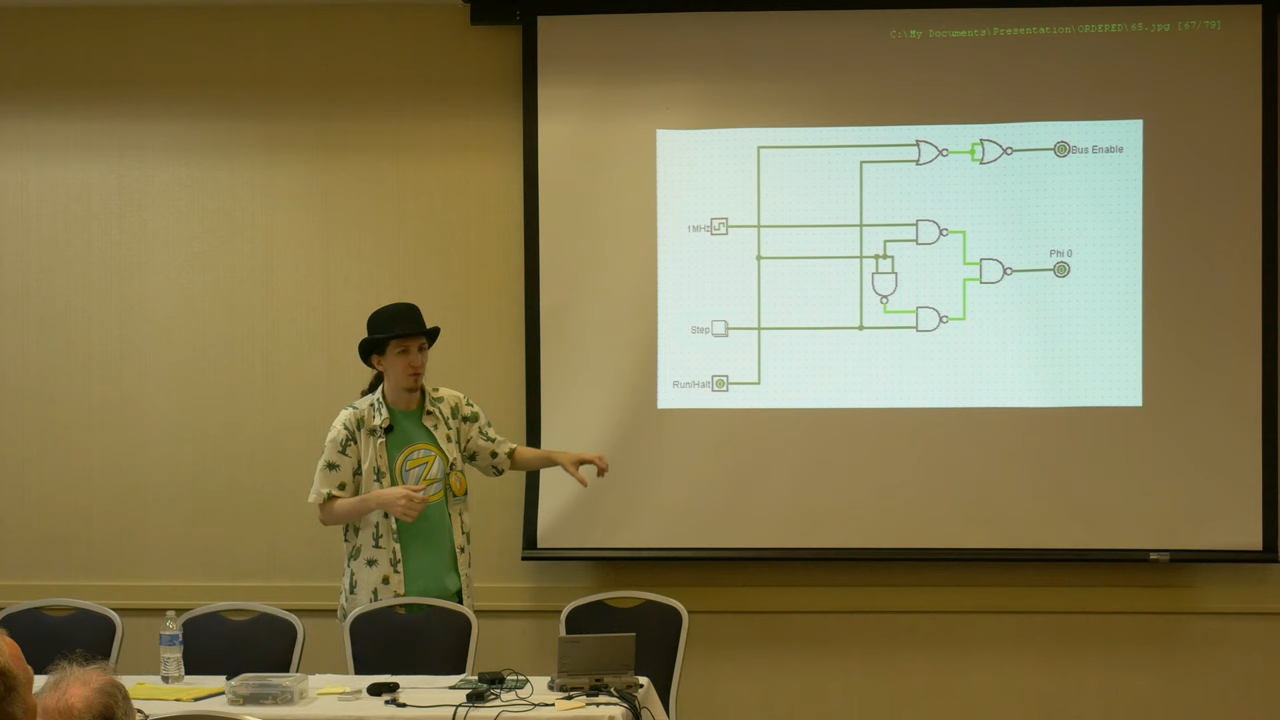 C:\My Documents\Presentation\ORDERED\65.jpg [67/79]
Bus Enable
1MHz
Phi 0
Step
Run/Halt
Z